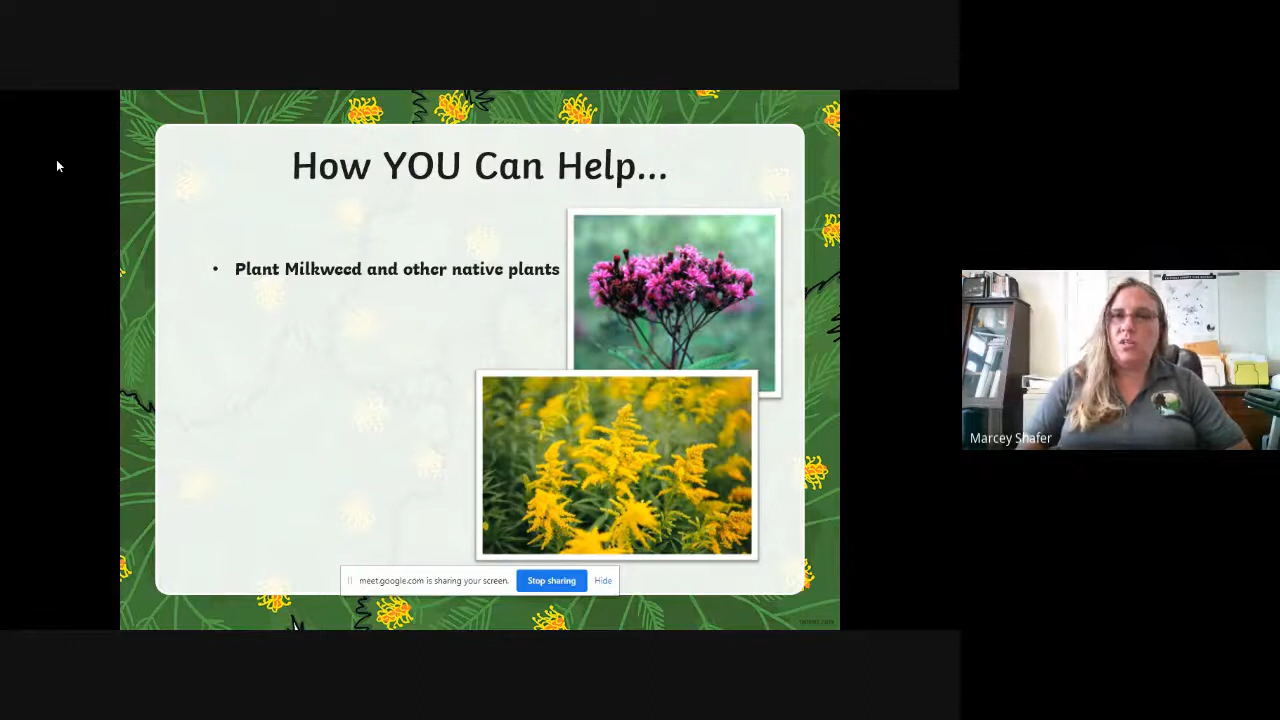 How YOU Can Help...
• Plant Milkweed and other native plants
meet.google.com is sharing your screen.
Stop sharing
Hide
Marcey Shafer